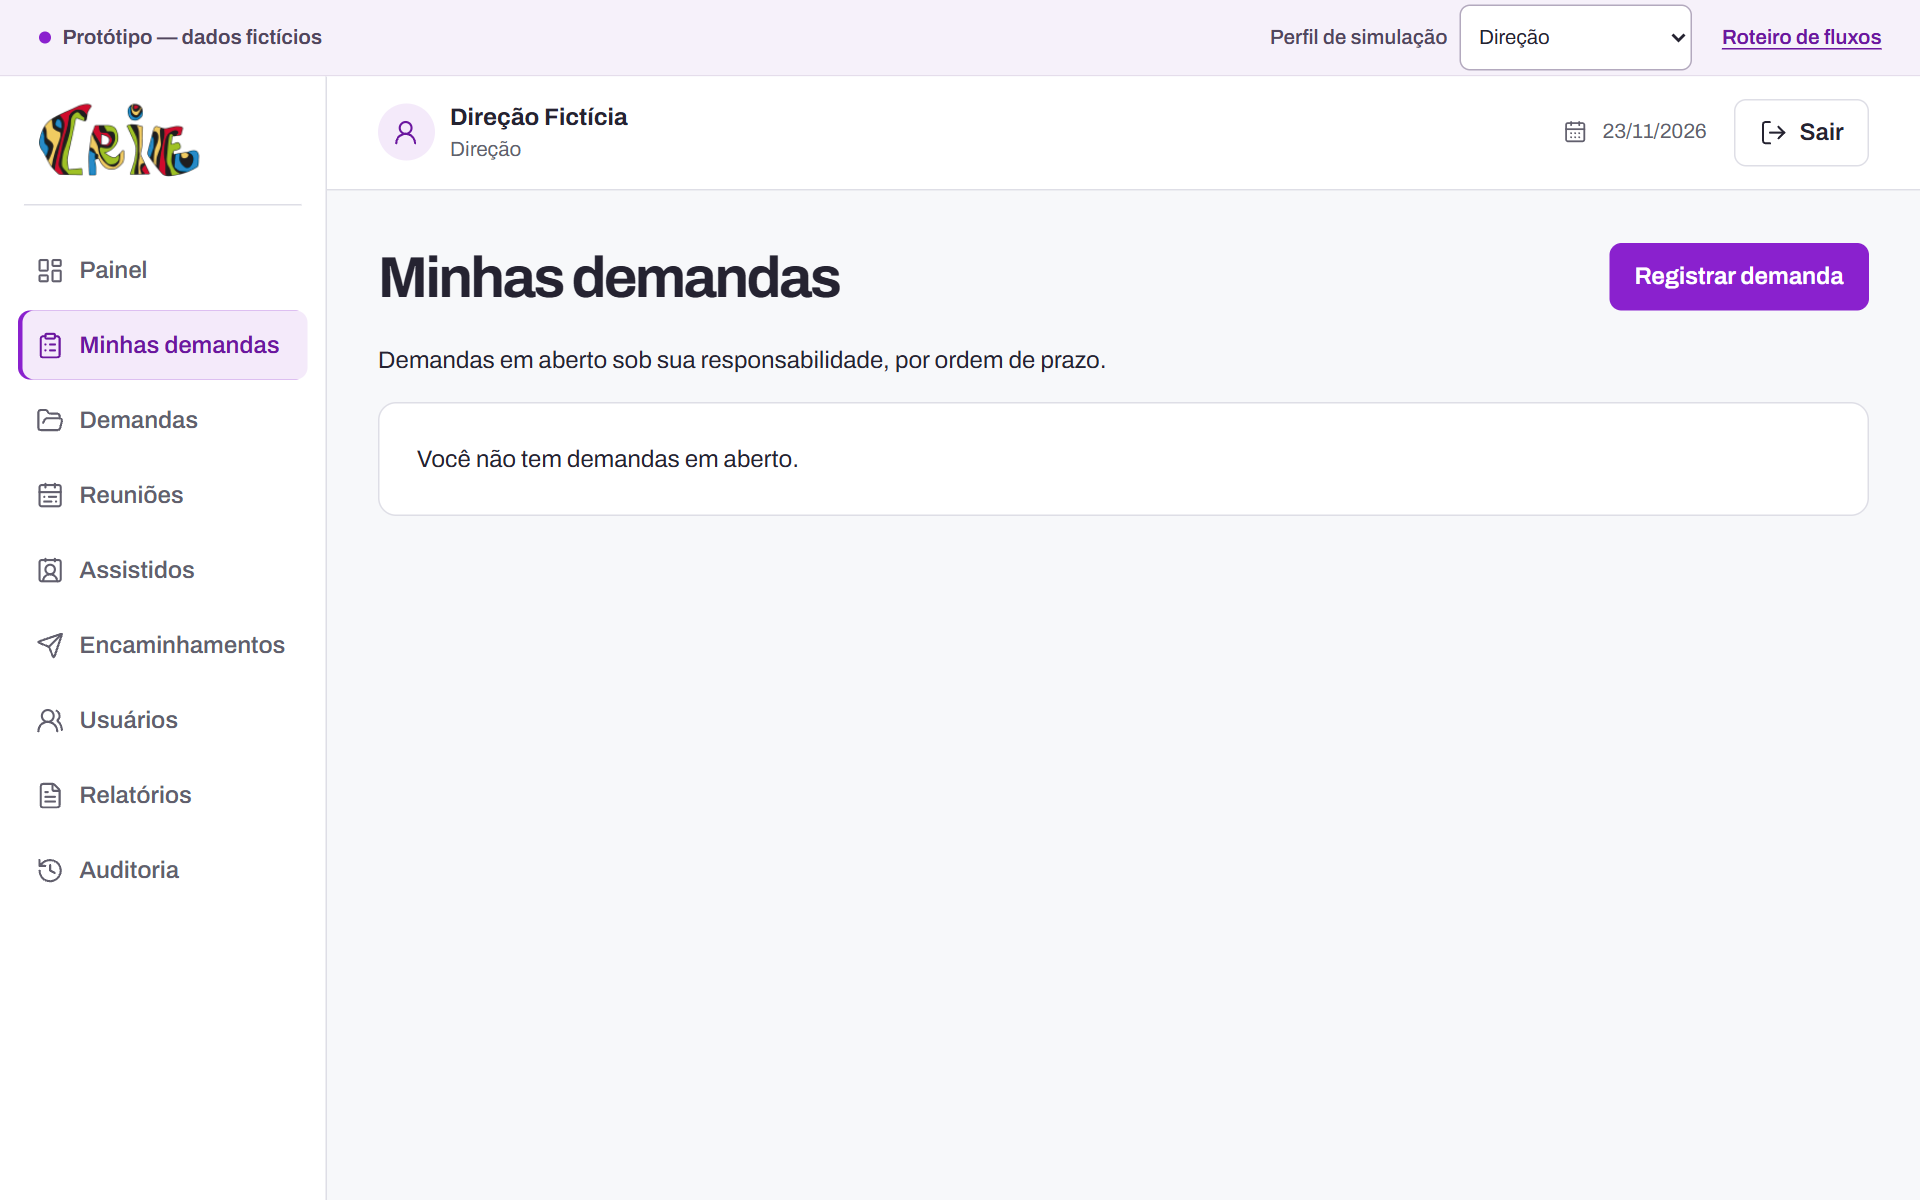 Protótipo — dados fictícios
Perfil de simulação
Direção
Roteiro de fluxos
CRIE
Direção Fictícia
Direção
23/11/2026
Sair
Painel
Minhas demandas
Demandas
Reuniões
Assistidos
Encaminhamentos
Usuários
Relatórios
Auditoria
Minhas demandas
Registrar demanda
Demandas em aberto sob sua responsabilidade, por ordem de prazo.
Você não tem demandas em aberto.